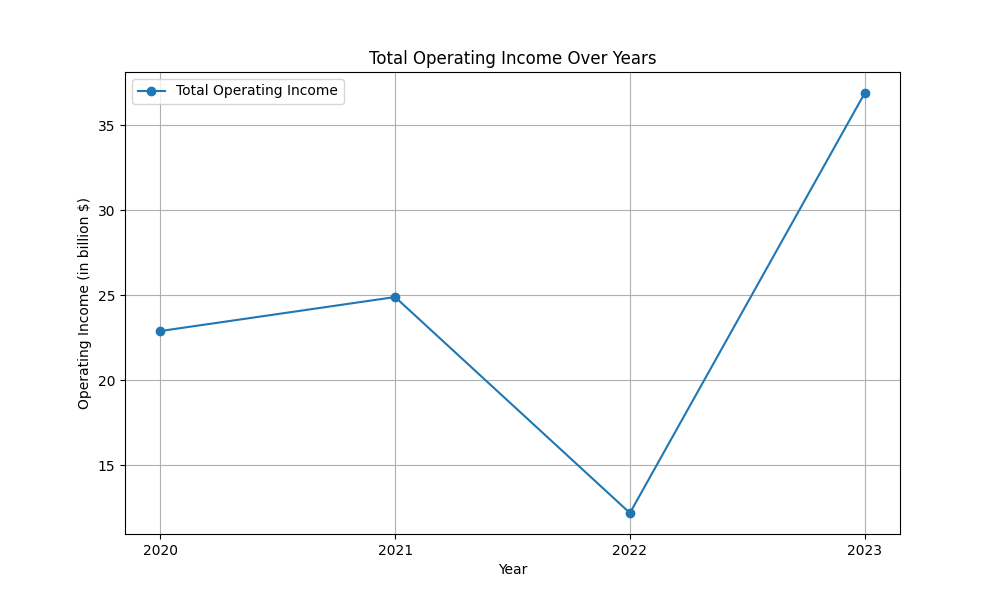 Total Operating Income Over Years
Total Operating Income
Operating Income (in billion $)
35
30
25
20
15
2020 2021 2022 2023
Year